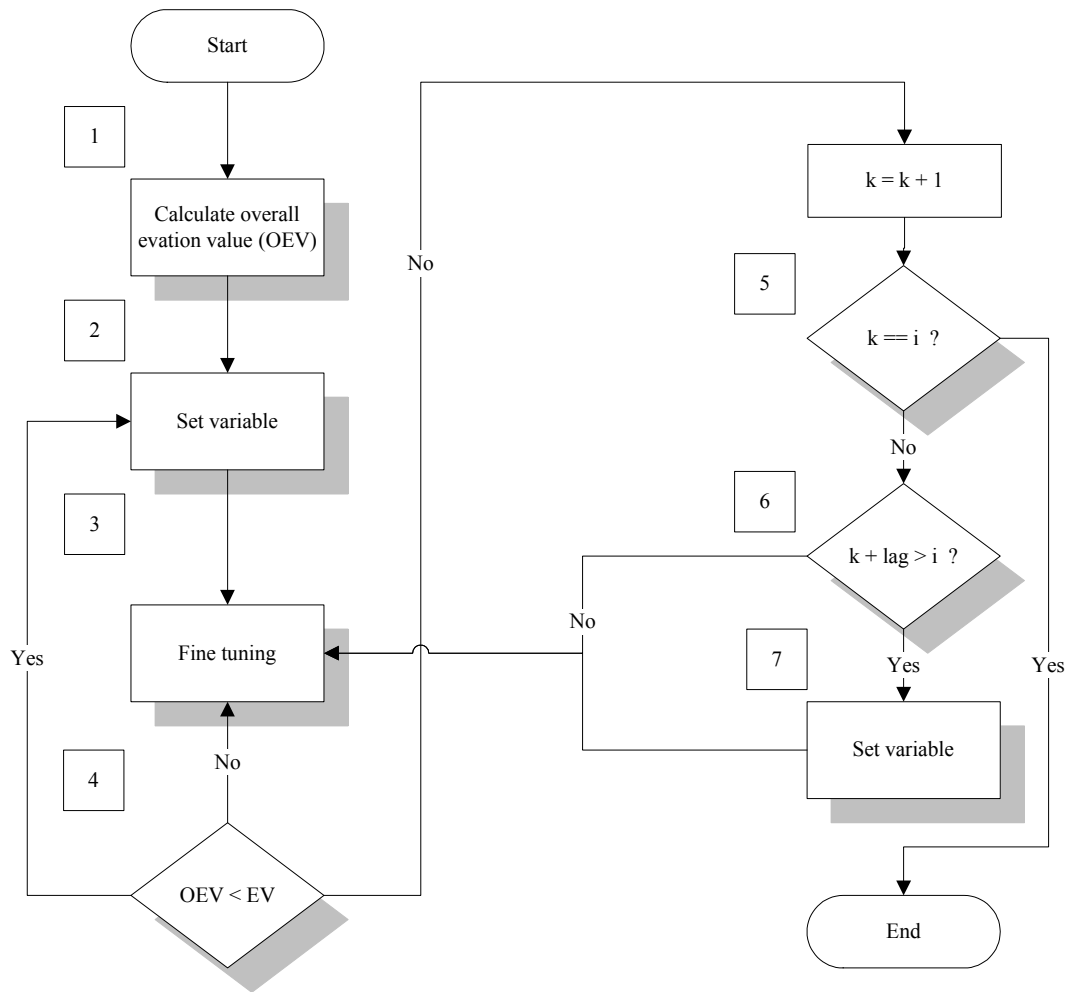 Start
1
Calculate overall
evation value (OEV)
2
Set variable
3
Fine tuning
Yes
No
4
OEV < EV
No
k = k + 1
5
k == i ?
No
6
k + lag > i ?
No
Yes
7
Yes
Set variable
End